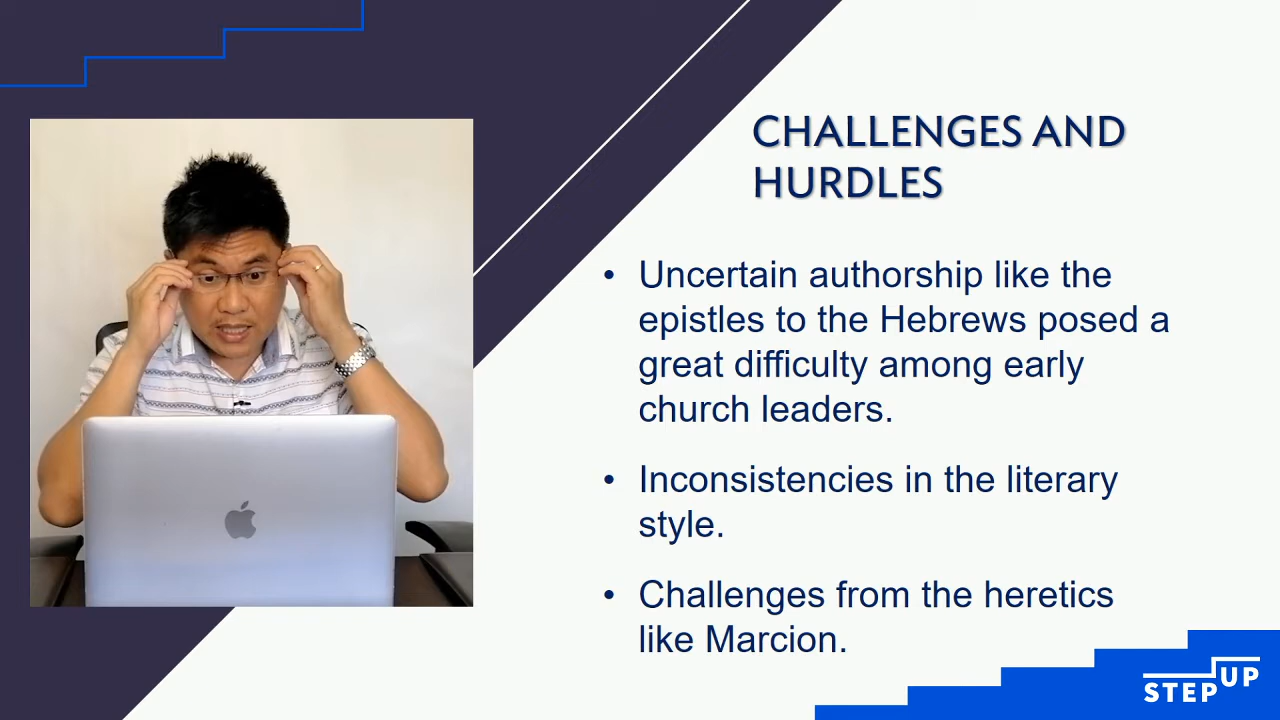 CHALLENGES AND
HURDLES
• Uncertain authorship like the
epistles to the Hebrews posed a
great difficulty among early
church leaders.
• Inconsistencies in the literary
style.
• Challenges from the heretics
like Marcion.
STEP UP